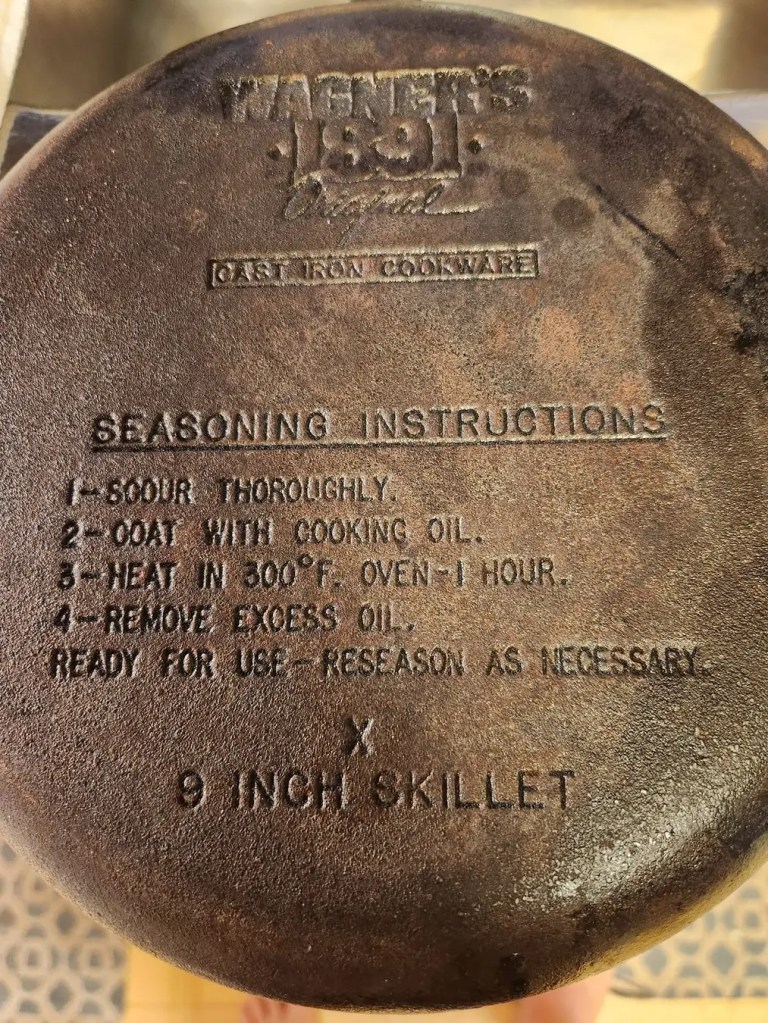 WAGNER'S
·1891·
Original
CAST IRON COOKWARE
SEASONING INSTRUCTIONS
1-SCOUR THOROUGHLY.
2-COAT WITH COOKING OIL.
3-HEAT IN 300°F. OVEN-1 HOUR.
4-REMOVE EXCESS OIL.
READY FOR USE-RESEASON AS NECESSARY.
X
9 INCH SKILLET